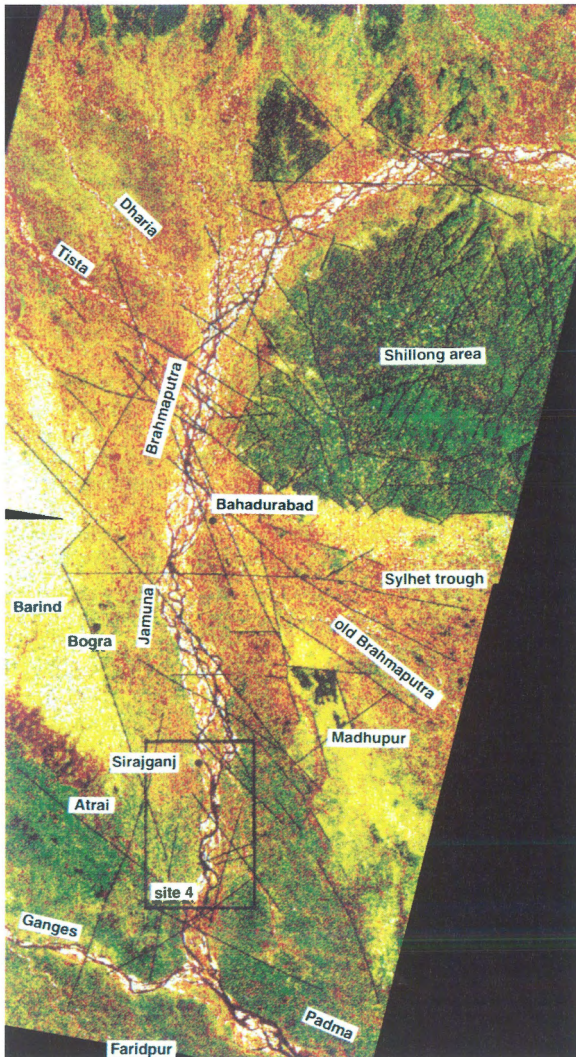 Dharia
Tista
Shillong area
Brahmaputra
Bahadurabad
Sylhet trough
Barind
Jamuna
Bogra
old Brahmaputra
Madhupur
Sirajganj
Atrai
site 4
Ganges
Padma
Faridpur